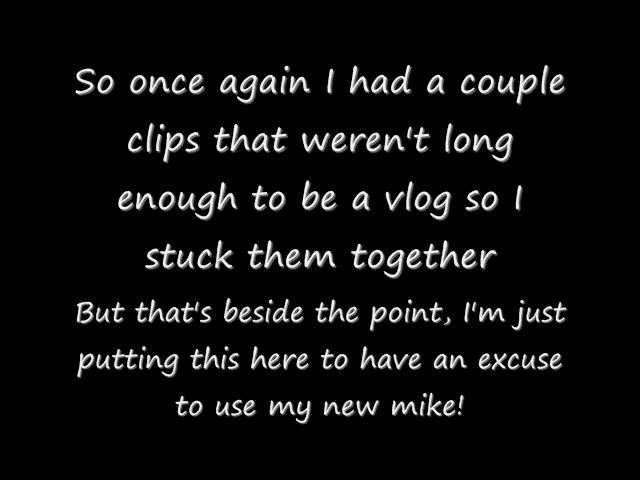 So once again I had a couple
clips that weren't long
enough to be a vlog so I
stuck them together
But that's beside the point, I'm just
putting this here to have an excuse
to use my new mike!